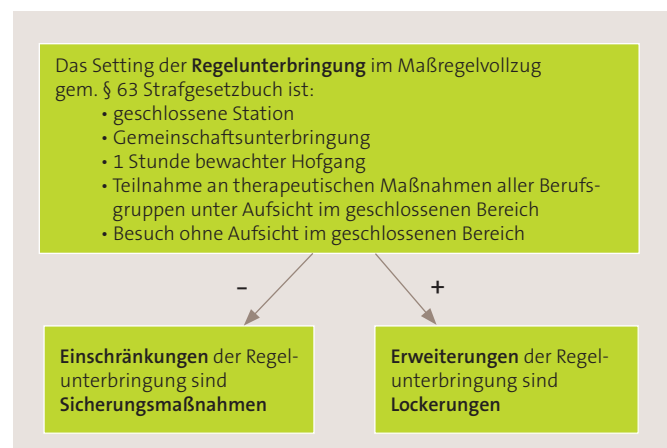 Das Setting der Regelunterbringung im Maßregelvollzug
gem. § 63 Strafgesetzbuch ist:
• geschlossene Station
• Gemeinschaftsunterbringung
• 1 Stunde bewachter Hofgang
• Teilnahme an therapeutischen Maßnahmen aller Berufs-
gruppen unter Aufsicht im geschlossenen Bereich
• Besuch ohne Aufsicht im geschlossenen Bereich
–
+
Einschränkungen der Regel-
unterbringung sind
Sicherungsmaßnahmen
Erweiterungen der Regel-
unterbringung sind
Lockerungen